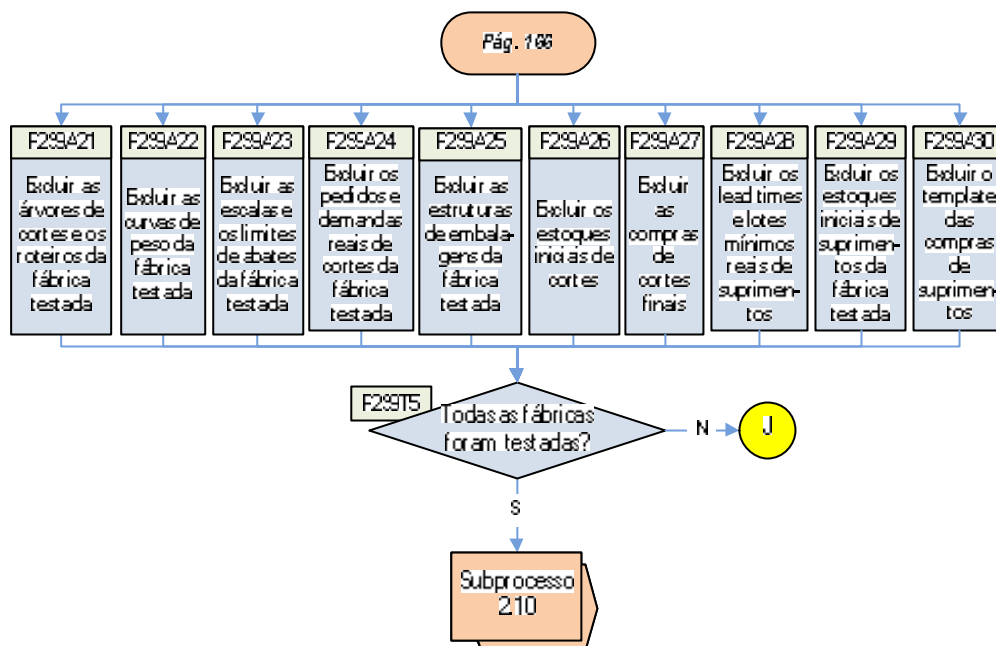 Pág. 166
F299A21
Excluir as
árvores de
cortes e os
roteiros da
fábrica
testada
F299A22
Excluir as
curvas de
peso da
fábrica
testada
F299A23
Excluir as
escalas e
os limites
de abates
da fábrica
testada
F299A24
Excluir os
pedidos e
demandas
reais de
cortes da
fábrica
testada
F299A25
Excluir as
estruturas
de embala-
gens da
fábrica
testada
F299A26
Excluir os
estoques
iniciais de
cortes
F299A27
Excluir
as
compras
de
cortes
finais
F299A28
Excluir os
lead times
e lotes
mínimos
reais de
suprimen-
tos
F299A29
Excluir os
estoques
iniciais de
suprimen-
tos da
fábrica
testada
F299A30
Excluir o
template
das
compras
de
suprimen-
tos
F299T5
Todas as fábricas
foram testadas?
N
J
S
Subprocesso
2.10